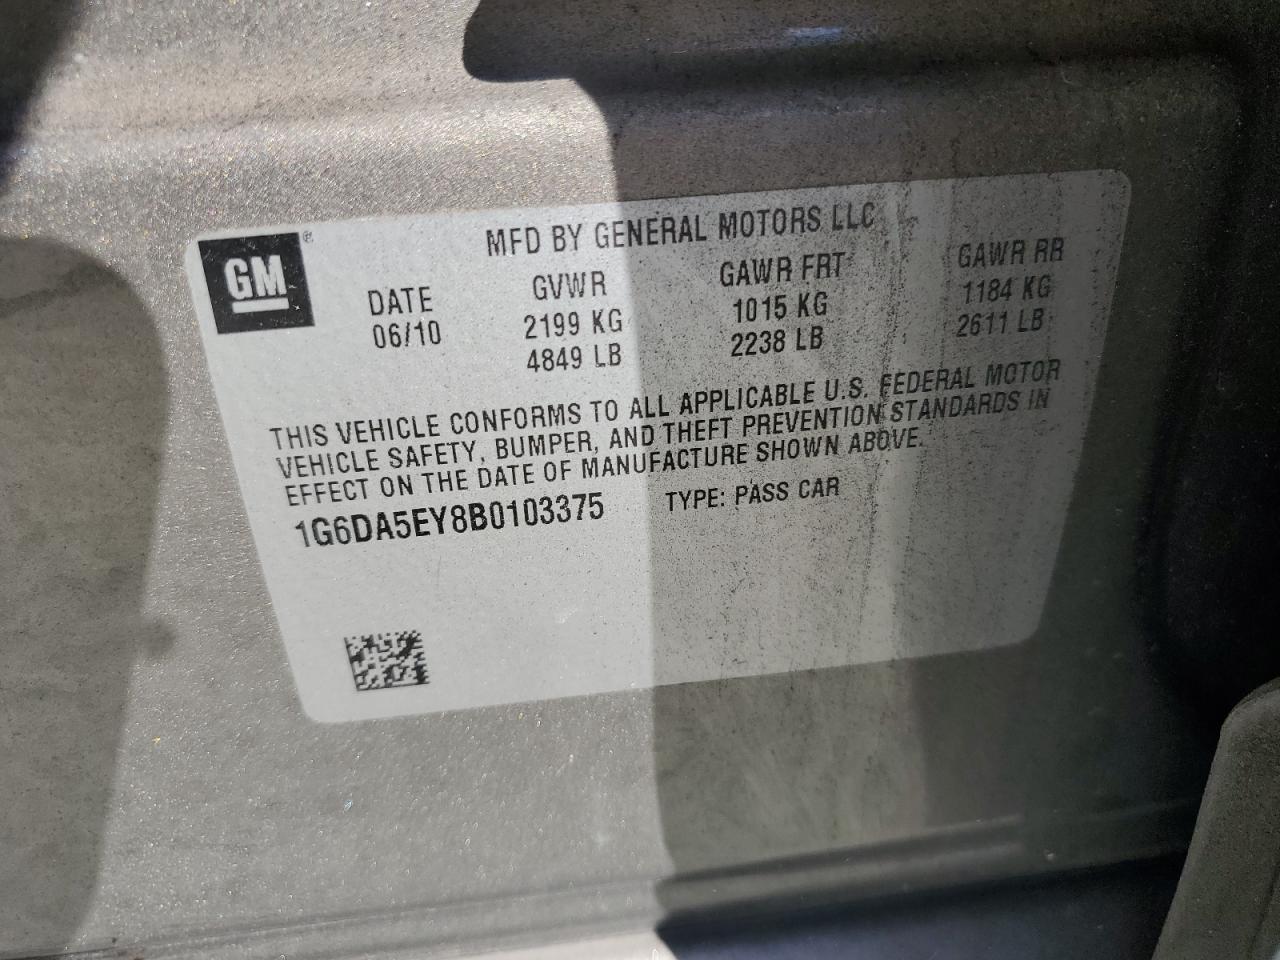 GM ®
MFD BY GENERAL MOTORS LLC
DATE GVWR GAWR FRT GAWR RR
06/10 2199 KG 1015 KG 1184 KG
4849 LB 2238 LB 2611 LB
THIS VEHICLE CONFORMS TO ALL APPLICABLE U.S. FEDERAL MOTOR
VEHICLE SAFETY, BUMPER, AND THEFT PREVENTION STANDARDS IN
EFFECT ON THE DATE OF MANUFACTURE SHOWN ABOVE.
1G6DA5EY8B0103375 TYPE: PASS CAR